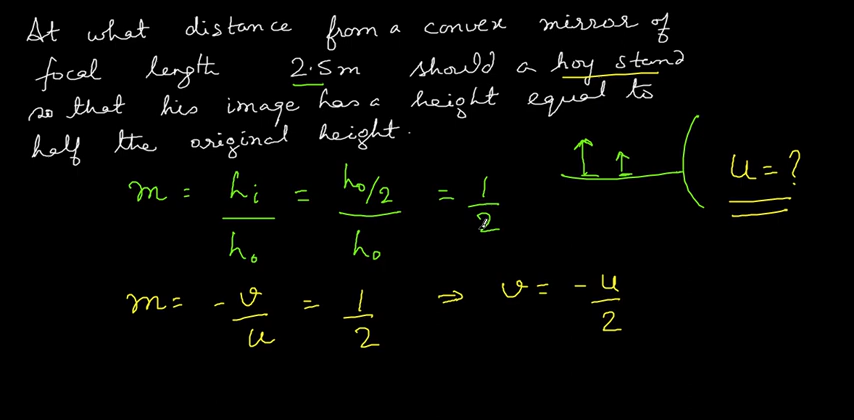 At what distance from a convex mirror of
focal length 2.5m should a hoy stand
so that his image has a height equal to
half the original height.
m = hi/ho = ho/2/ho = 1/2
u = ?
m = -v/u = 1/2 ⇒ v = -u/2